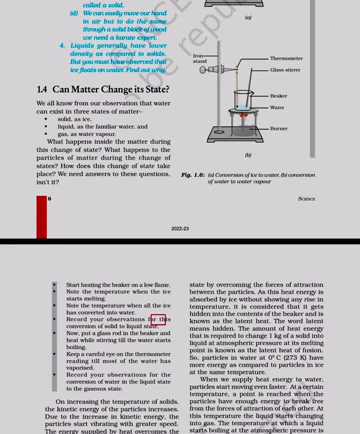 called a solid.
(ii) We can easily move our hand
in air but to do the same
through a solid block of wood
we need a karate expert.
4. Liquids generally have lower
density as compared to solids.
But you must have observed that
ice floats on water. Find out why.
1.4 Can Matter Change its State?
We all know from our observation that water
can exist in three states of matter–
• solid, as ice,
• liquid, as the familiar water, and
• gas, as water vapour.
What happens inside the matter during
this change of state? What happens to the
particles of matter during the change of
states? How does this change of state take
place? We need answers to these questions,
isn't it?
(a)
Iron
stand
Thermometer
Glass stirrer
Beaker
Water
Burner
(b)
Fig. 1.6: (a) Conversion of ice to water, (b) conversion
of water to water vapour
6
SCIENCE
2022-23
• Start heating the beaker on a low flame.
• Note the temperature when the ice
starts melting.
• Note the temperature when all the ice
has converted into water.
• Record your observations for this
conversion of solid to liquid state.
• Now, put a glass rod in the beaker and
heat while stirring till the water starts
boiling.
• Keep a careful eye on the thermometer
reading till most of the water has
vaporised.
• Record your observations for the
conversion of water in the liquid state
to the gaseous state.
On increasing the temperature of solids,
the kinetic energy of the particles increases.
Due to the increase in kinetic energy, the
particles start vibrating with greater speed.
The energy supplied by heat overcomes the
state by overcoming the forces of attraction
between the particles. As this heat energy is
absorbed by ice without showing any rise in
temperature, it is considered that it gets
hidden into the contents of the beaker and is
known as the latent heat. The word latent
means hidden. The amount of heat energy
that is required to change 1 kg of a solid into
liquid at atmospheric pressure at its melting
point is known as the latent heat of fusion.
So, particles in water at 0° C (273 K) have
more energy as compared to particles in ice
at the same temperature.
When we supply heat energy to water,
particles start moving even faster. At a certain
temperature, a point is reached when the
particles have enough energy to break free
from the forces of attraction of each other. At
this temperature the liquid starts changing
into gas. The temperature at which a liquid
starts boiling at the atmospheric pressure is